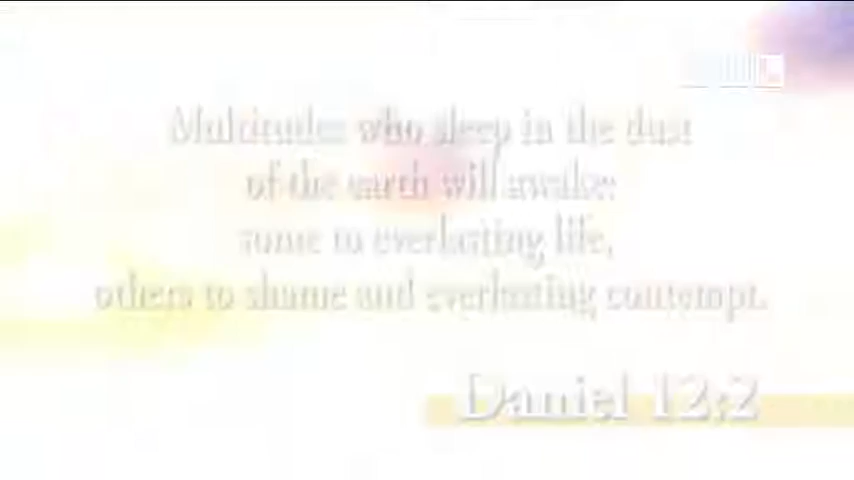 Multitudes who sleep in the dust
of the earth will awake:
some to everlasting life,
others to shame and everlasting contempt.
Daniel 12:2